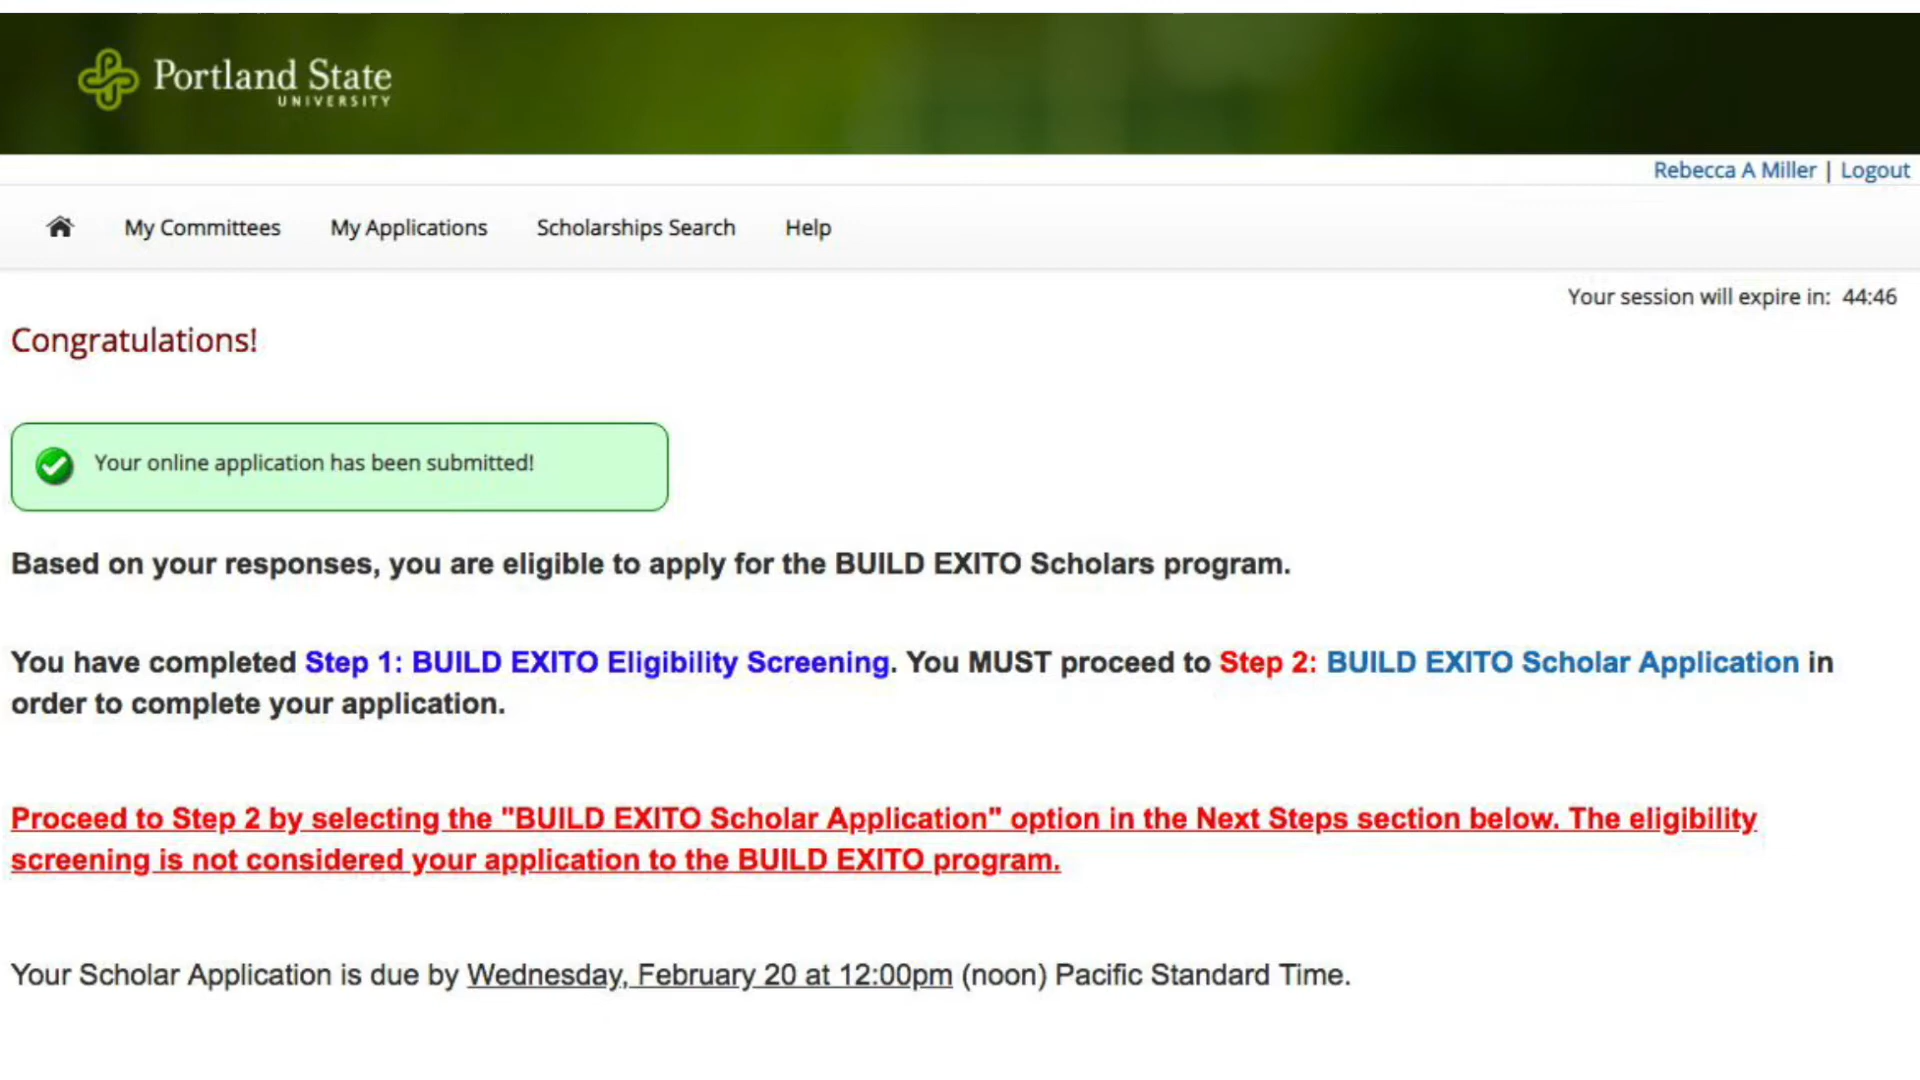 Portland State
UNIVERSITY
Rebecca A Miller | Logout
My Committees My Applications Scholarships Search Help
Your session will expire in: 44:46
Congratulations!
Your online application has been submitted!
Based on your responses, you are eligible to apply for the BUILD EXITO Scholars program.
You have completed Step 1: BUILD EXITO Eligibility Screening. You MUST proceed to Step 2: BUILD EXITO Scholar Application in
order to complete your application.
Proceed to Step 2 by selecting the "BUILD EXITO Scholar Application" option in the Next Steps section below. The eligibility
screening is not considered your application to the BUILD EXITO program.
Your Scholar Application is due by Wednesday, February 20 at 12:00pm (noon) Pacific Standard Time.